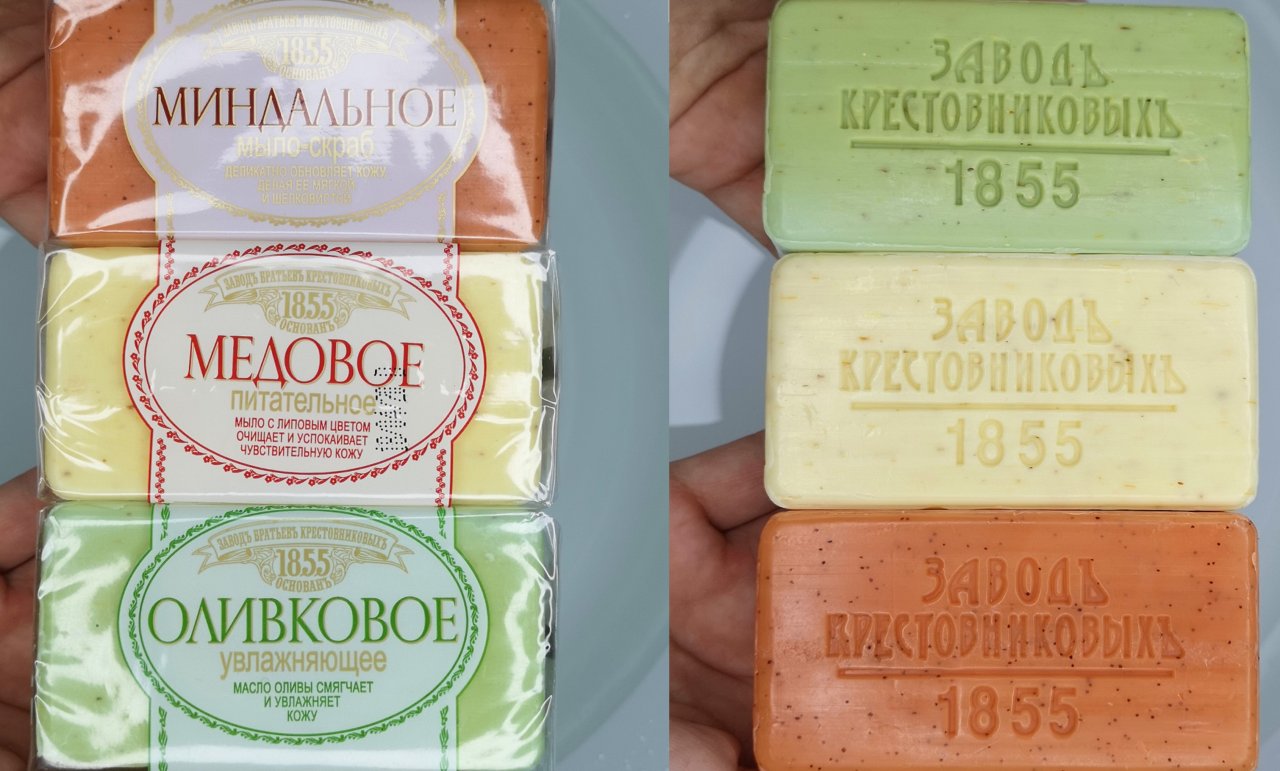 ЗАВОДЪ БРАТЬЕВЪ КРЕСТОВНИКОВЫХЪ
1855
ОСНОВАНЪ
МИНДАЛЬНОЕ
мыло-скраб
ДЕЛИКАТНО ОБНОВЛЯЕТ КОЖУ,
ДЕЛАЯ ЕЁ МЯГКОЙ
И ШЕЛКОВИСТОЙ
ЗАВОДЪ БРАТЬЕВЪ КРЕСТОВНИКОВЫХЪ
1855
ОСНОВАНЪ
МЕДОВОЕ
питательное
МЫЛО С ЛИПОВЫМ ЦВЕТОМ
ОЧИЩАЕТ И УСПОКАИВАЕТ
ЧУВСТВИТЕЛЬНУЮ КОЖУ
ЗАВОДЪ БРАТЬЕВЪ КРЕСТОВНИКОВЫХЪ
1855
ОСНОВАНЪ
ОЛИВКОВОЕ
увлажняющее
МАСЛО ОЛИВЫ СМЯГЧАЕТ
И УВЛАЖНЯЕТ
КОЖУ
ЗАВОДЪ
КРЕСТОВНИКОВЫХЪ
1855
ЗАВОДЪ
КРЕСТОВНИКОВЫХЪ
1855
ЗАВОДЪ
КРЕСТОВНИКОВЫХЪ
1855